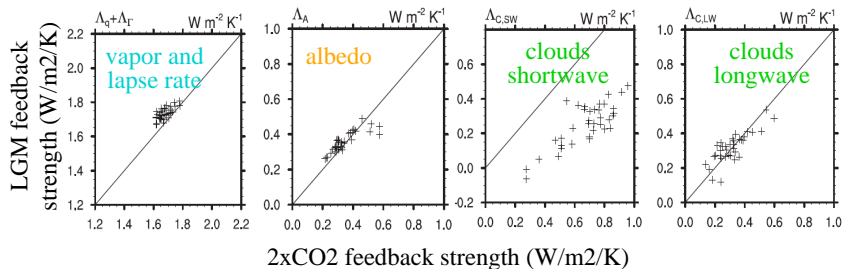 Λq+ΛΓ W m-2 K-1
ΛA W m-2 K-1
ΛC,SW W m-2 K-1
ΛC,LW W m-2 K-1
vapor and
lapse rate
albedo
clouds
shortwave
clouds
longwave
LGM feedback
strength (W/m2/K)
2.2
2.0
1.8
1.6
1.4
1.2
1.2 1.4 1.6 1.8 2.0 2.2
1.0
0.8
0.6
0.4
0.2
0.0
0.0 0.2 0.4 0.6 0.8 1.0
0.6
0.4
0.2
0.0
-0.2
0.0 0.2 0.4 0.6 0.8 1.0
1.0
0.8
0.6
0.4
0.2
0.0
0.0 0.2 0.4 0.6 0.8 1.0
2xCO2 feedback strength (W/m2/K)